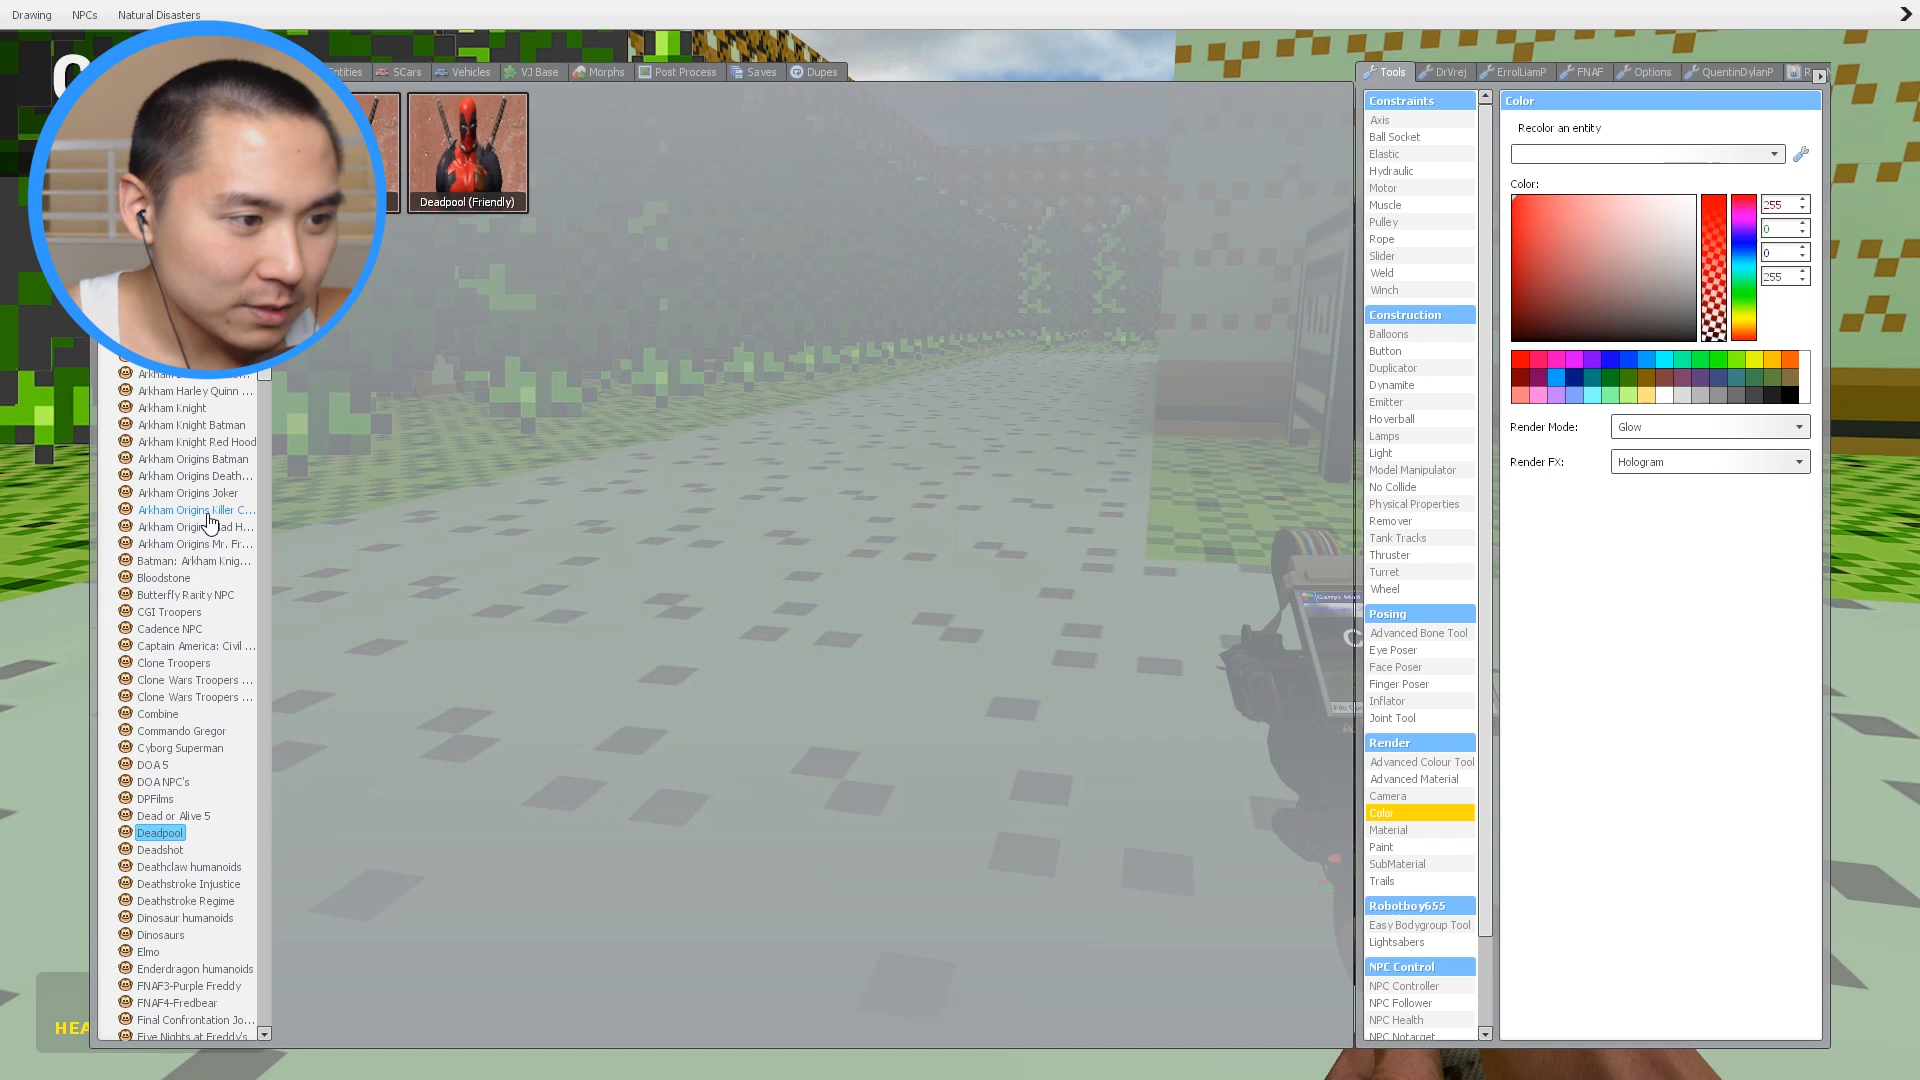 Drawing NPCs Natural Disasters
SCars Vehicles VJ Base Morphs Post Process Saves Dupes
Tools DrVrej ErrolLiamP FNAF Options QuentinDylanP
Deadpool (Friendly)
Arkham Harley Quinn ...
Arkham Knight
Arkham Knight Batman
Arkham Knight Red Hood
Arkham Origins Batman
Arkham Origins Death...
Arkham Origins Joker
Arkham Origins Killer C...
Arkham
Arkham Origins Mr. Fr...
Batman: Arkham Knig...
Bloodstone
Butterfly Rarity NPC
CGI Troopers
Cadence NPC
Captain America: Civil ...
Clone Troopers
Clone Wars Troopers ...
Clone Wars Troopers ...
Combine
Commando Gregor
Cyborg Superman
DOA 5
DOA NPC's
DPFilms
Dead or Alive 5
Deadpool
Deadshot
Deathclaw humanoids
Deathstroke Injustice
Deathstroke Regime
Dinosaur humanoids
Dinosaurs
Elmo
Enderdragon humanoids
FNAF3-Purple Freddy
FNAF4-Fredbear
Final Confrontation Jo...
Five Nights at Freddy's
Constraints
Axis
Ball Socket
Elastic
Hydraulic
Motor
Muscle
Pulley
Rope
Slider
Weld
Winch
Construction
Balloons
Button
Duplicator
Dynamite
Emitter
Hoverball
Lamps
Light
Model Manipulator
No Collide
Physical Properties
Remover
Tank Tracks
Thruster
Turret
Wheel
Posing
Advanced Bone Tool
Eye Poser
Face Poser
Finger Poser
Inflator
Joint Tool
Render
Advanced Colour Tool
Advanced Material
Camera
Color
Material
Paint
SubMaterial
Trails
Robotboy655
Easy Bodygroup Tool
Lightsabers
NPC Control
NPC Controller
NPC Follower
NPC Health
NPC Notarget
Color
Recolor an entity
Color:
255
0
0
255
Render Mode: Glow
Render FX: Hologram